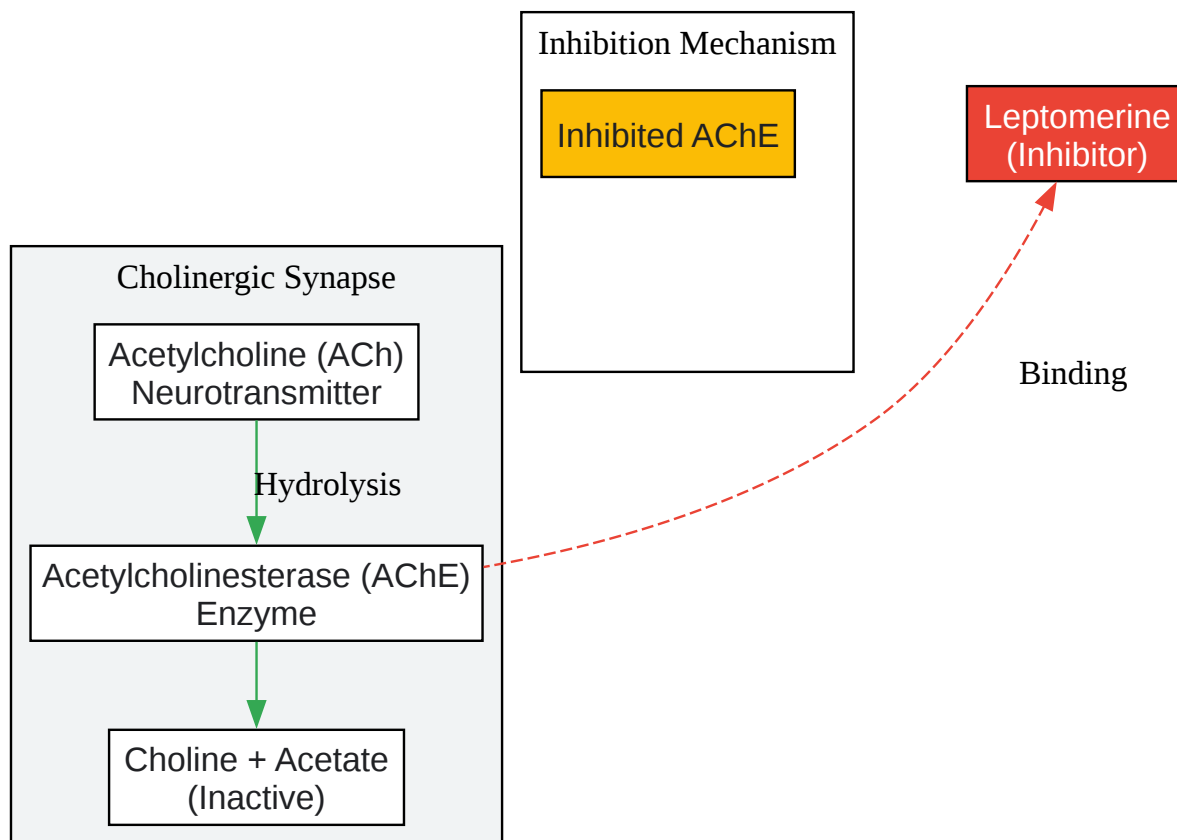 Inhibition Mechanism
Inhibited AChE
Leptomerine
(Inhibitor)
Cholinergic Synapse
Acetylcholine (ACh)
Neurotransmitter
Binding
Hydrolysis
Acetylcholinesterase (AChE)
Enzyme
Choline + Acetate
(Inactive)